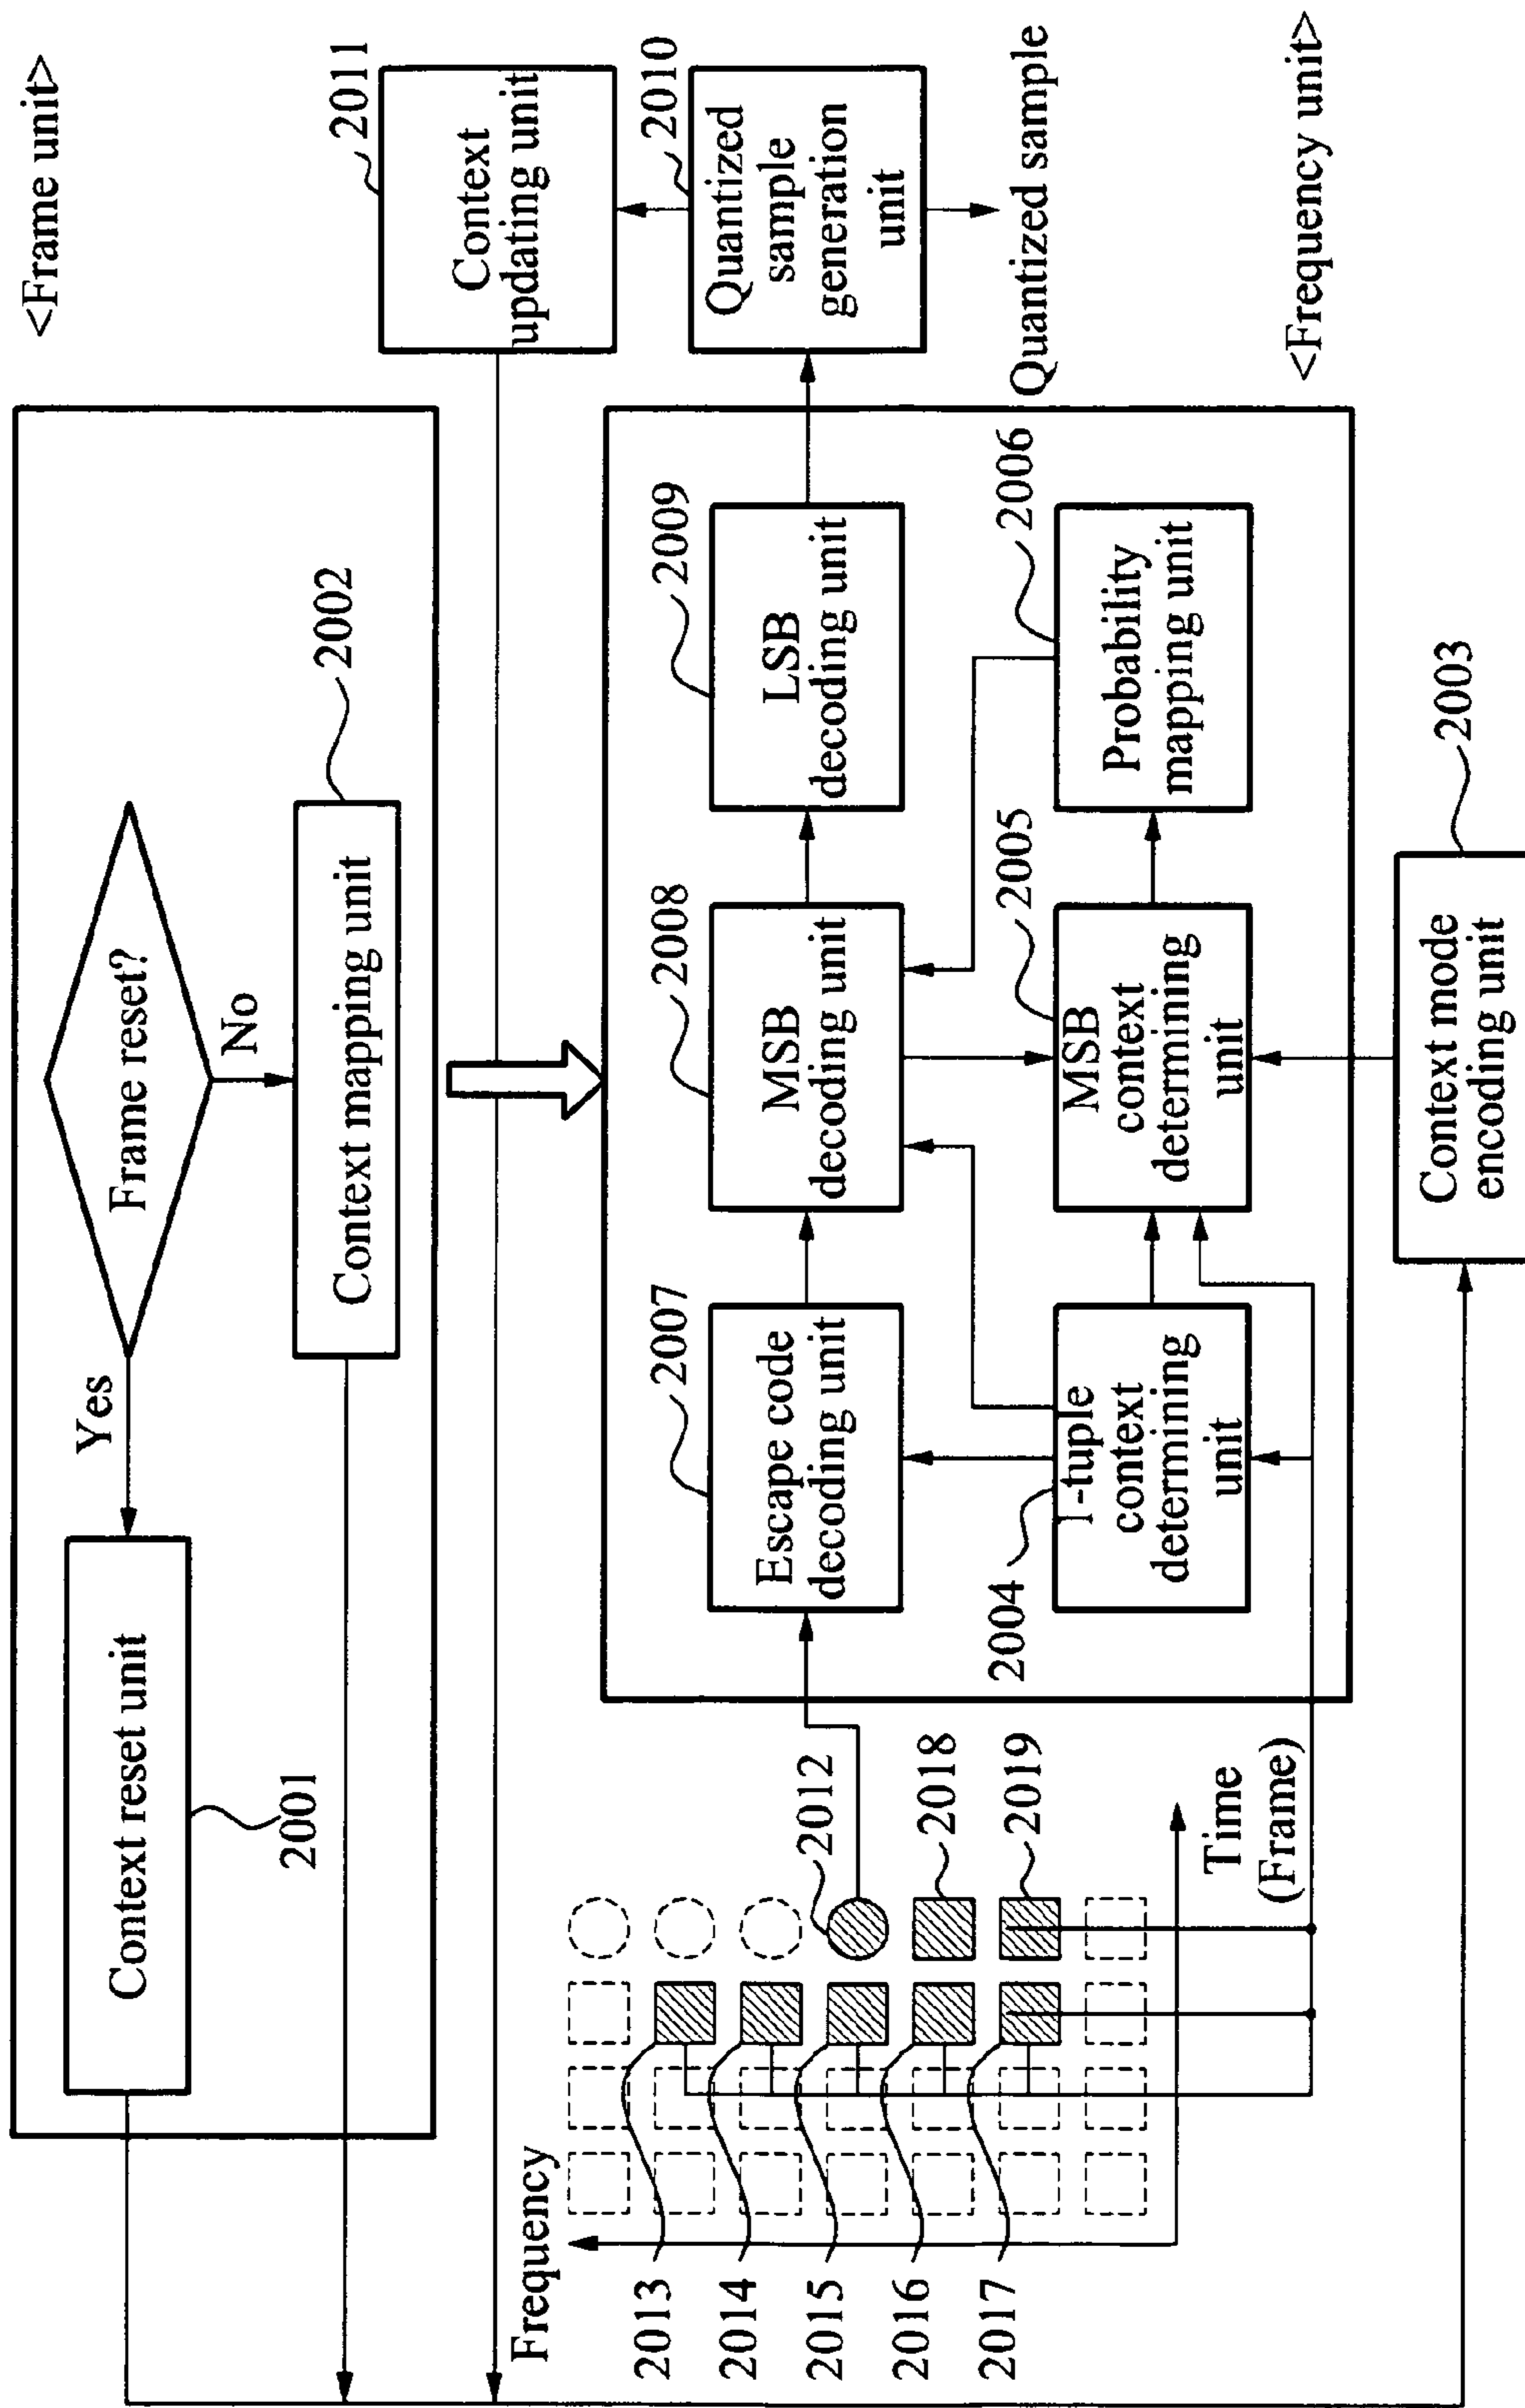 <Frame unit>
Frame reset?
Yes
No
Context reset unit
2001
Context mapping unit
2002
Context
updating unit
2011
Quantized
sample
generation
unit
2010
Quantized sample
<Frequency unit>
Escape code
decoding unit
2007
MSB
decoding unit
2008
LSB
decoding unit
2009
1-tuple
context
determining
unit
2004
MSB
context
determining
unit
2005
Probability
mapping unit
2006
Context mode
encoding unit
2003
Frequency
Time
(Frame)
2012
2018
2019
2013
2014
2015
2016
2017